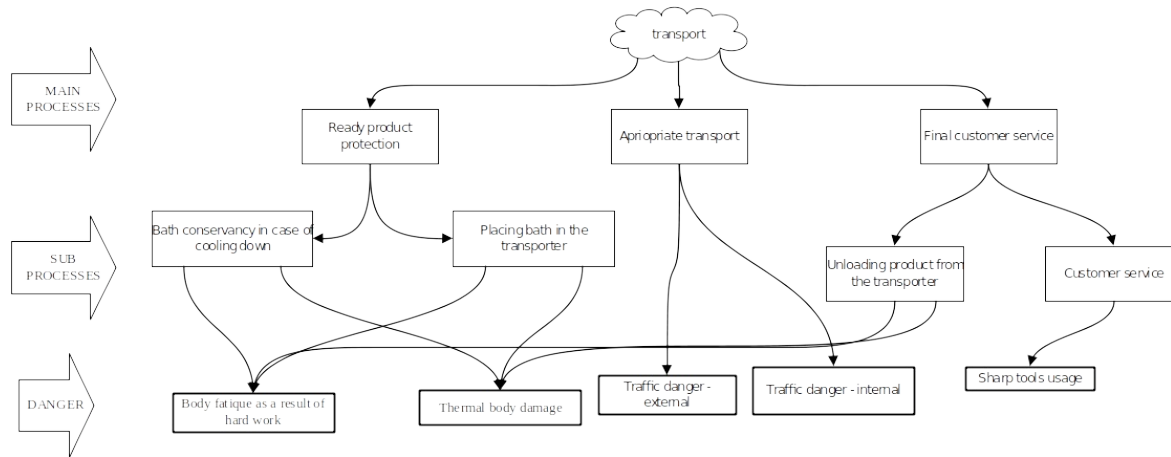 transport
MAIN
PROCESSES
Ready product
protection
Apriopriate transport
Final customer service
Bath conservancy in case of
cooling down
Placing bath in the
transporter
SUB
PROCESSES
Unloading product from
the transporter
Customer service
DANGER
Body fatique as a result of
hard work
Thermal body damage
Traffic danger -
external
Traffic danger - internal
Sharp tools usage